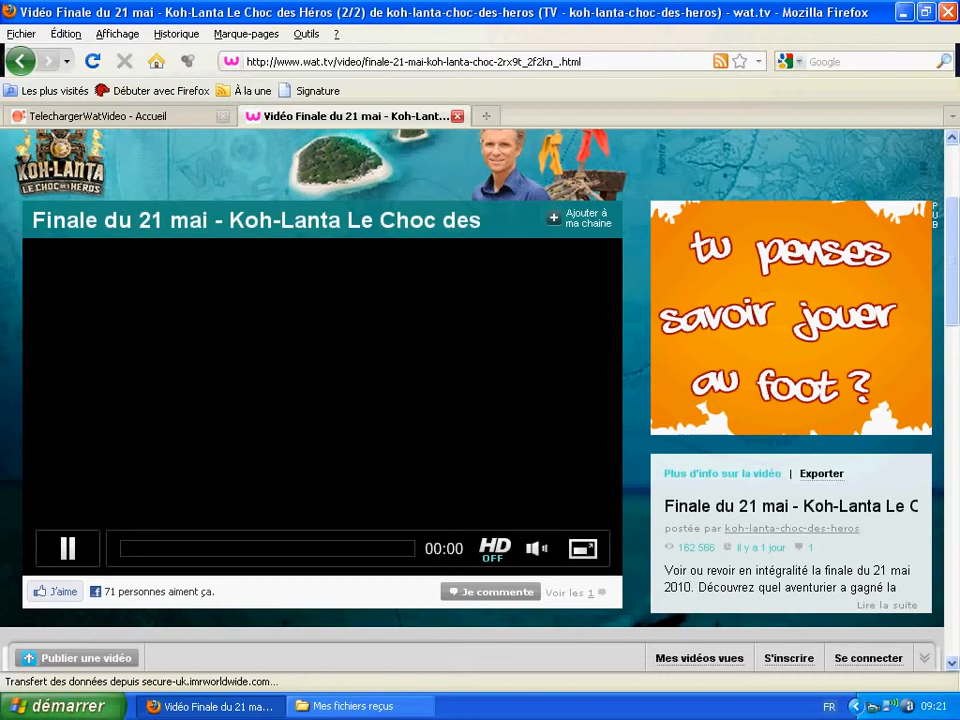 Vidéo Finale du 21 mai - Koh-Lanta Le Choc des Héros (2/2) de koh-lanta-choc-des-heros (TV - koh-lanta-choc-des-heros) - wat.tv - Mozilla Firefox
Fichier Édition Affichage Historique Marque-pages Outils ?
http://www.wat.tv/video/finale-21-mai-koh-lanta-choc-2rx9t_2f2kn_.html Google
Les plus visités Débuter avec Firefox À la une Signature
TelechargerWatVideo - Accueil Vidéo Finale du 21 mai - Koh-Lant...
KOH-LANTA
LE CHOC DES HÉROS
Finale du 21 mai - Koh-Lanta Le Choc des
Ajouter à
ma chaine
PUB
tu penses
savoir jouer
au foot ?
Plus d'info sur la vidéo | Exporter
Finale du 21 mai - Koh-Lanta Le C
postée par koh-lanta-choc-des-heros
162 566 il y a 1 jour 1
Voir ou revoir en intégralité la finale du 21 mai
2010. Découvrez quel aventurier a gagné la
Lire la suite
00:00 HD
OFF
J'aime 71 personnes aiment ça. Je commente Voir les 1
Publier une vidéo Mes vidéos vues S'inscrire Se connecter
Transfert des données depuis secure-uk.imrworldwide.com...
démarrer Vidéo Finale du 21 ma... Mes fichiers reçus FR 09:21